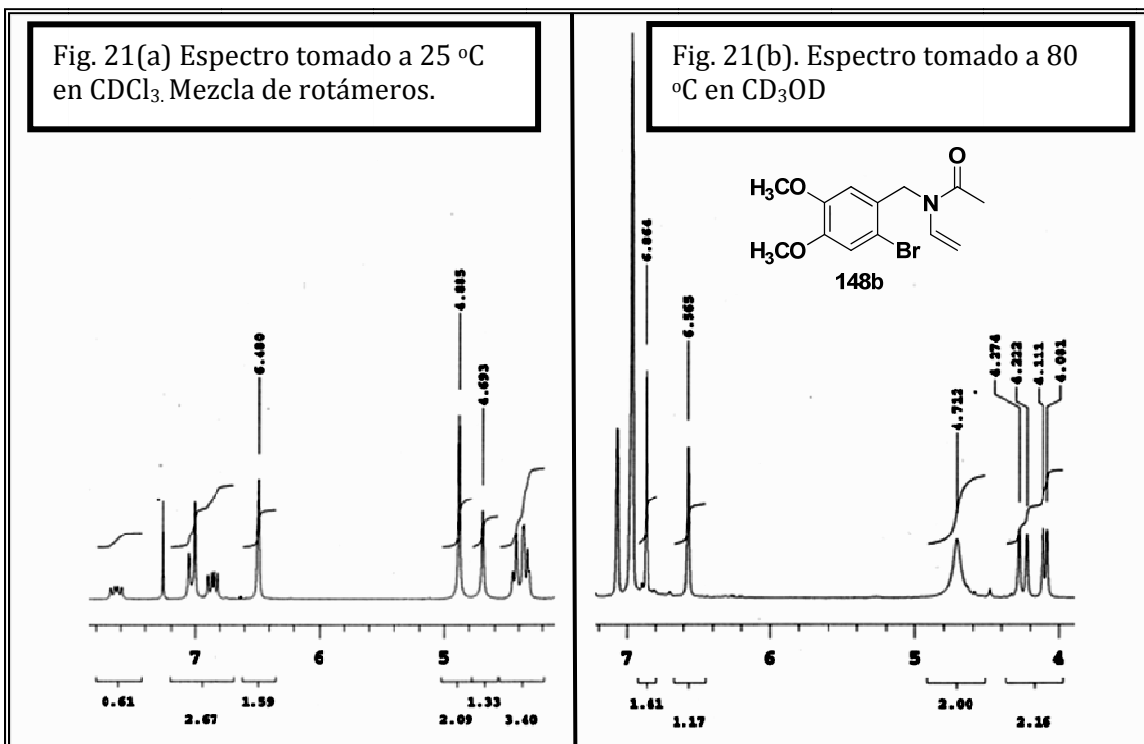 Fig. 21(a) Espectro tomado a 25 ºC
en CDCl3. Mezcla de rotámeros.
Fig. 21(b). Espectro tomado a 80
ºC en CD3OD
O
H3CO
N
H3CO
Br
148b
6.480
4.885
4.693
6.864
6.565
4.712
4.274
4.222
4.111
4.081
7 6 5
7 6 5 4
0.61 1.59 1.33
2.67 2.09 3.40
1.61 2.00
1.17 2.16